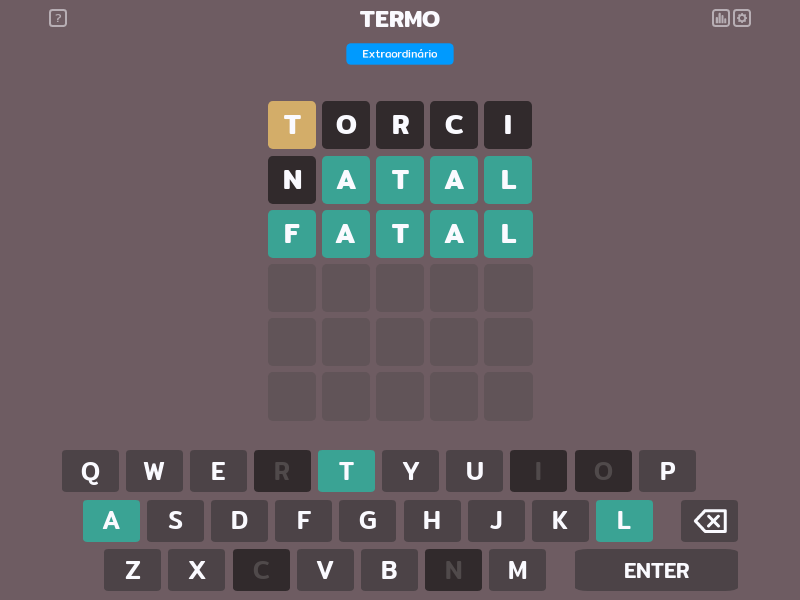 ?
TERMO
Extraordinário
T O R C I
N A T A L
F A T A L
Q W E R T Y U I O P
A S D F G H J K L
Z X C V B N M ENTER